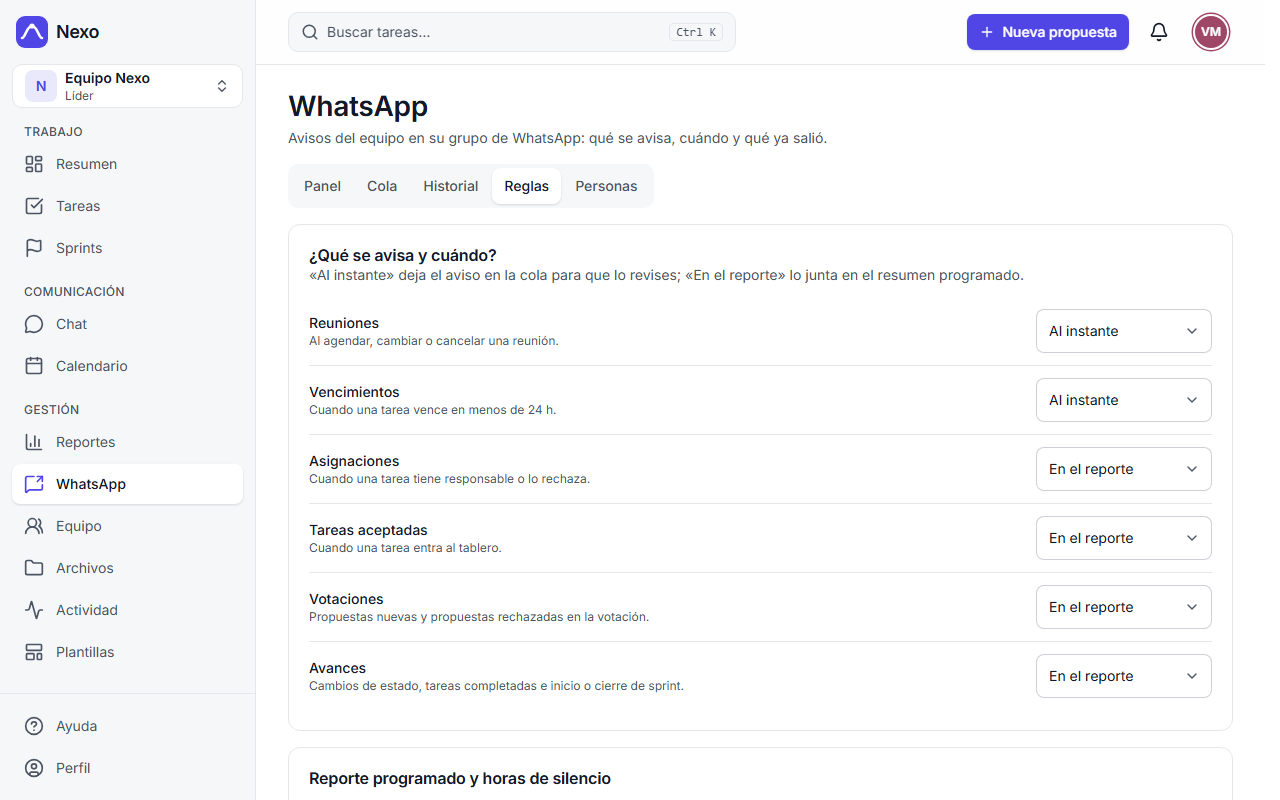 Nexo
Buscar tareas...
Ctrl K
Nueva propuesta
VM
N
Equipo Nexo
Líder
TRABAJO
Resumen
Tareas
Sprints
COMUNICACIÓN
Chat
Calendario
GESTIÓN
Reportes
WhatsApp
Equipo
Archivos
Actividad
Plantillas
Ayuda
Perfil
WhatsApp
Avisos del equipo en su grupo de WhatsApp: qué se avisa, cuándo y qué ya salió.
Panel
Cola
Historial
Reglas
Personas
¿Qué se avisa y cuándo?
«Al instante» deja el aviso en la cola para que lo revises; «En el reporte» lo junta en el resumen programado.
Reuniones
Al agendar, cambiar o cancelar una reunión.
Al instante
Vencimientos
Cuando una tarea vence en menos de 24 h.
Al instante
Asignaciones
Cuando una tarea tiene responsable o lo rechaza.
En el reporte
Tareas aceptadas
Cuando una tarea entra al tablero.
En el reporte
Votaciones
Propuestas nuevas y propuestas rechazadas en la votación.
En el reporte
Avances
Cambios de estado, tareas completadas e inicio o cierre de sprint.
En el reporte
Reporte programado y horas de silencio